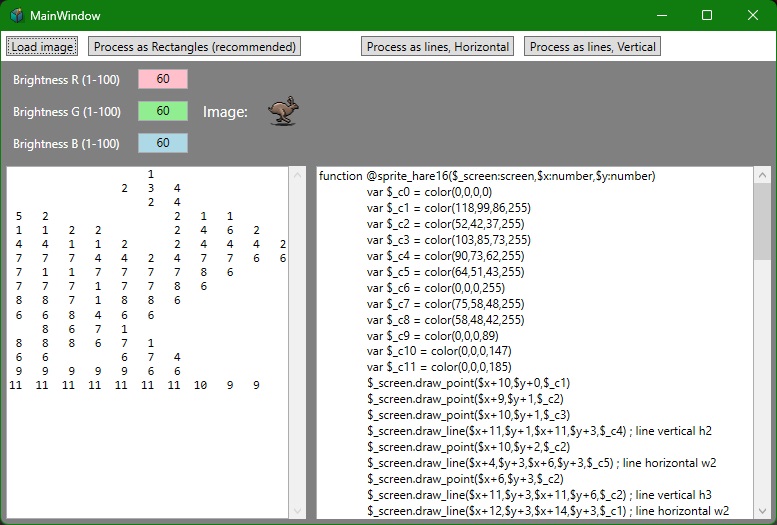 MainWindow
Load image Process as Rectangles (recommended) Process as lines, Horizontal Process as lines, Vertical
Brightness R (1-100) 60
Brightness G (1-100) 60 Image:
Brightness B (1-100) 60
1
2 3 4
2 4
5 2 2 1 1
1 1 2 2 2 4 6 2
4 4 1 1 2 2 4 4 4 2
7 7 7 4 4 2 4 7 7 6 6
7 7 1 1 7 7 7 8 6
7 7 7 1 7 7 8 6
8 8 7 1 8 8 6
6 6 8 4 6 6
8 6 7 1
8 8 8 6 7 1
6 6 6 7 4
9 9 9 9 9 6 6
11 11 11 11 11 11 11 10 9 9
function @sprite_hare16($_screen:screen,$x:number,$y:number)
var $_c0 = color(0,0,0,0)
var $_c1 = color(118,99,86,255)
var $_c2 = color(52,42,37,255)
var $_c3 = color(103,85,73,255)
var $_c4 = color(90,73,62,255)
var $_c5 = color(64,51,43,255)
var $_c6 = color(0,0,0,255)
var $_c7 = color(75,58,48,255)
var $_c8 = color(58,48,42,255)
var $_c9 = color(0,0,0,89)
var $_c10 = color(0,0,0,147)
var $_c11 = color(0,0,0,185)
$_screen.draw_point($x+10,$y+0,$_c1)
$_screen.draw_point($x+9,$y+1,$_c2)
$_screen.draw_point($x+10,$y+1,$_c3)
$_screen.draw_line($x+11,$y+1,$x+11,$y+3,$_c4) ; line vertical h2
$_screen.draw_point($x+10,$y+2,$_c2)
$_screen.draw_line($x+4,$y+3,$x+6,$y+3,$_c5) ; line horizontal w2
$_screen.draw_point($x+6,$y+3,$_c2)
$_screen.draw_line($x+11,$y+3,$x+11,$y+6,$_c2) ; line vertical h3
$_screen.draw_line($x+12,$y+3,$x+14,$y+3,$_c1) ; line horizontal w2